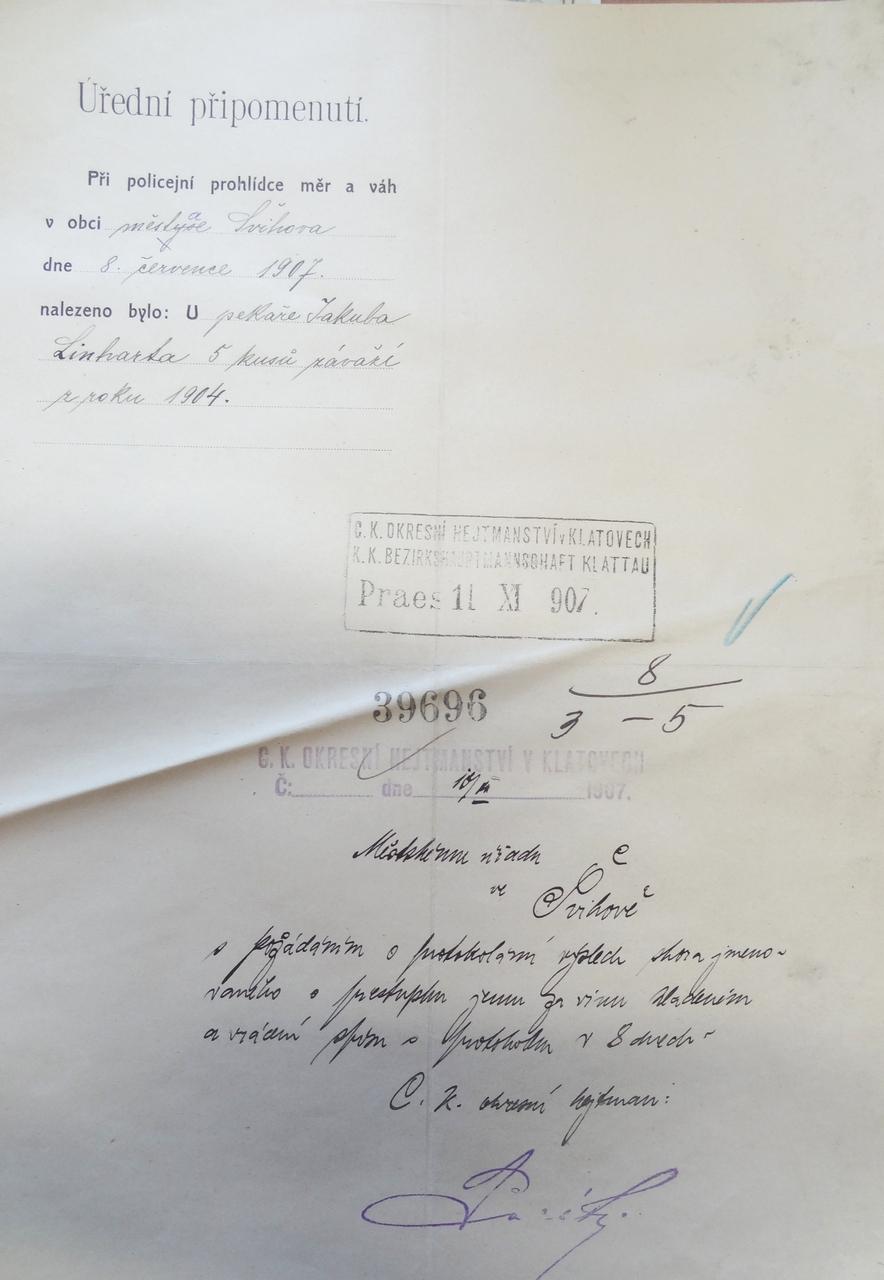 Úřední připomenutí.
Při policejní prohlídce měr a váh
v obci městyse Švihova
dne 8. července 1907.
nalezeno bylo: U pekaře Jakuba
Linharta 5 kusů záváží
z roku 1904.
C. K. OKRESNÍ HEJTMANSTVÍ v KLATOVECH
K. K. BEZIRKSHAUPTMANNSCHAFT KLATTAU
Praes 11 XI 907.
8
3 – 5
39696
C. K. OKRESNÍ HEJTMANSTVÍ V KLATOVECH
Č: dne 1907.
Městskému úřadu
ve
Švihově
s požádáním o protokolární výslech shora jmeno-
vaného o přestupku jemu za vinu kladeném
a vrácení spisu s protokolem v 8 dnech.
C. K. okresní hejtman: